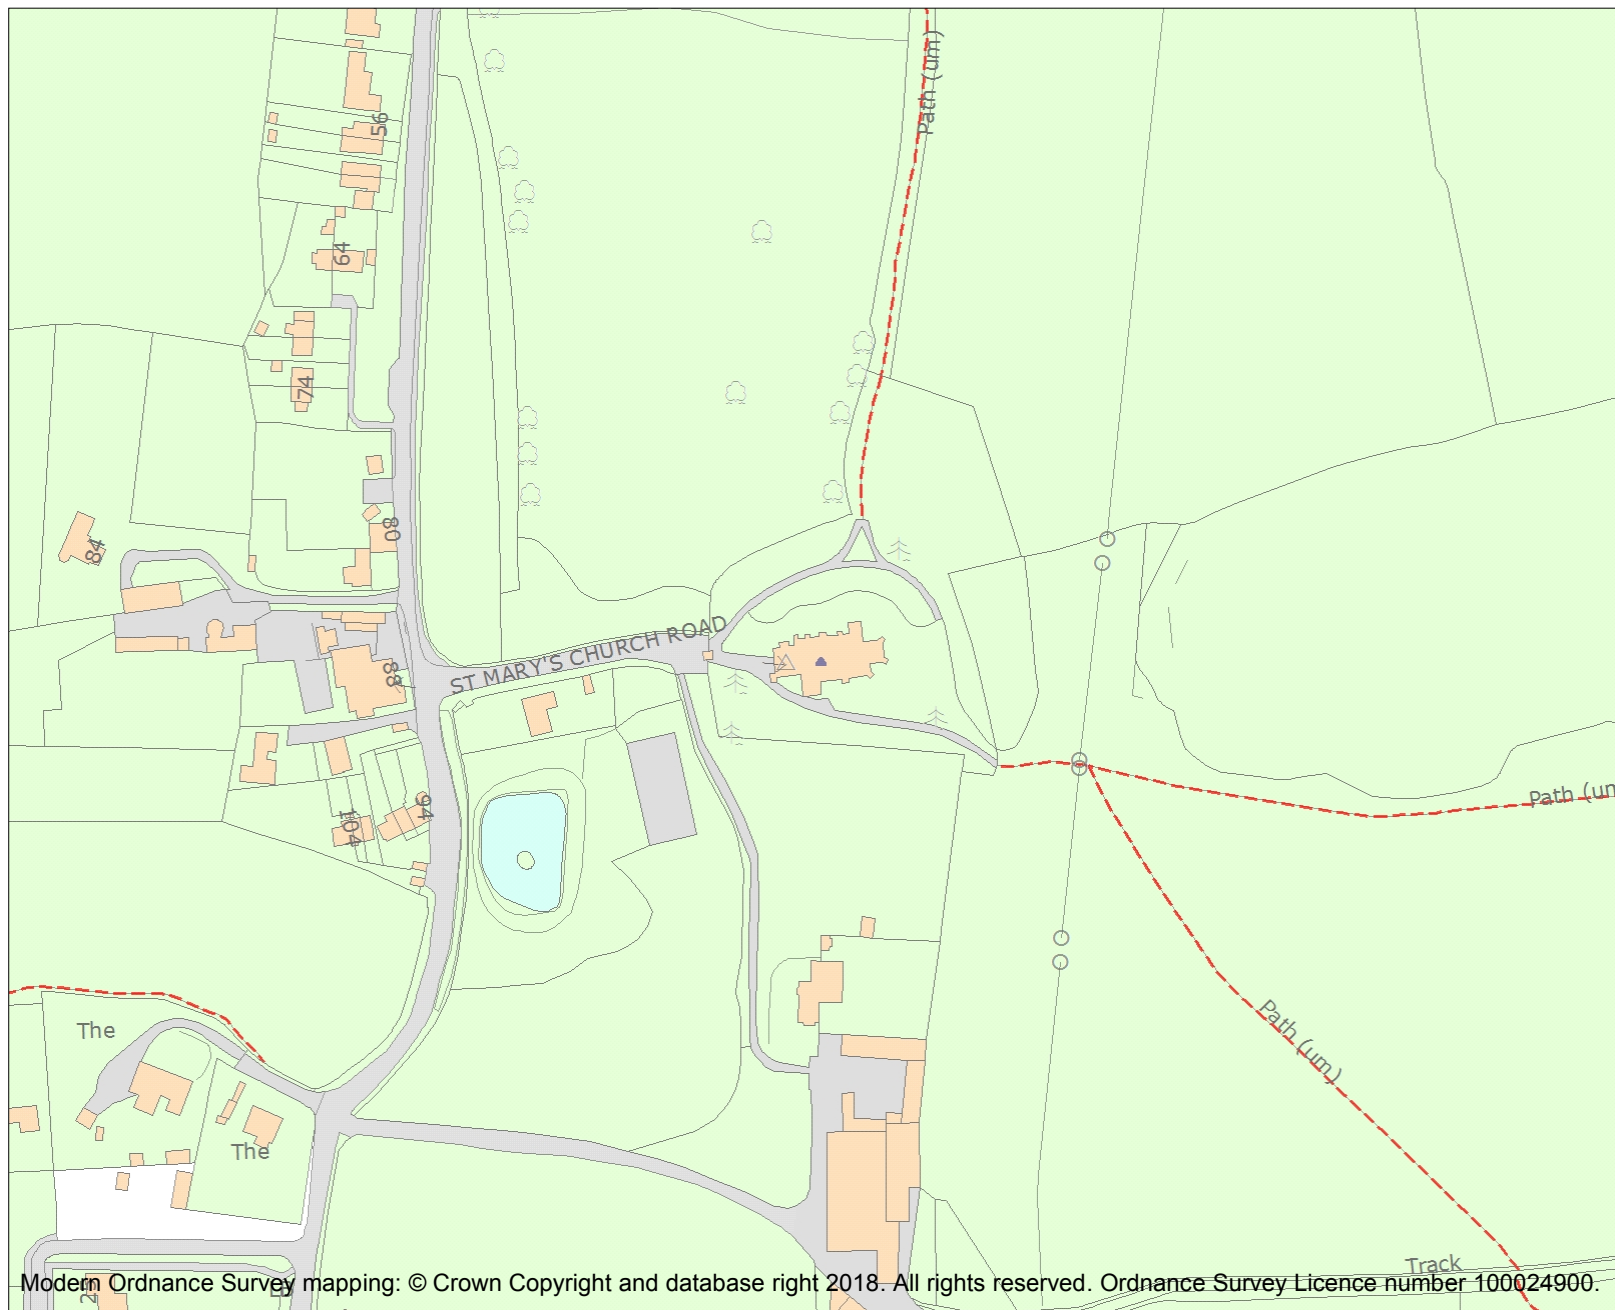 Path (um)
56
64
74
80
84
ST MARY'S CHURCH ROAD
88
94
104
Path (un
Path (um)
The
The
Track
Modern Ordnance Survey mapping: © Crown Copyright and database right 2018. All rights reserved. Ordnance Survey Licence number 100024900.